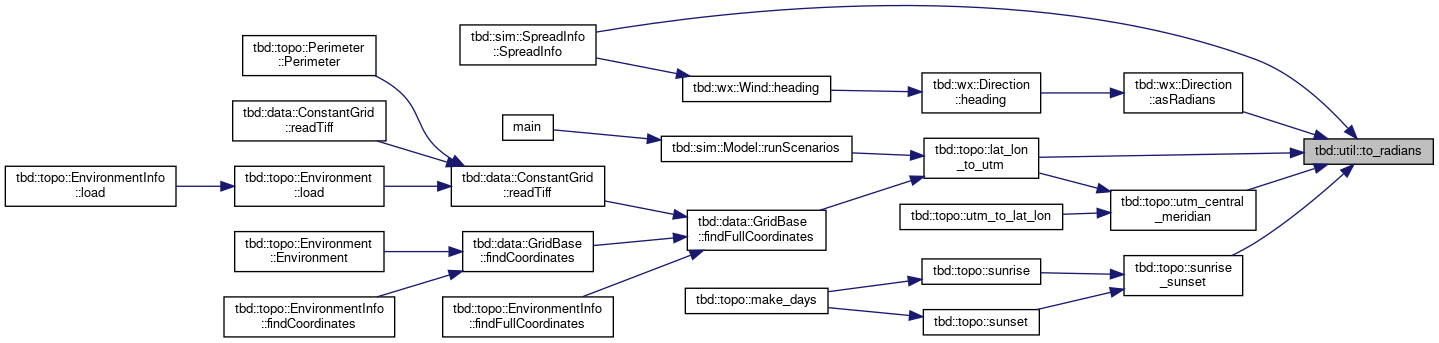 tbd::sim::SpreadInfo
::SpreadInfo
tbd::topo::Perimeter
::Perimeter
tbd::wx::Wind::heading
tbd::wx::Direction
::heading
tbd::wx::Direction
::asRadians
tbd::data::ConstantGrid
::readTiff
main
tbd::sim::Model::runScenarios
tbd::topo::lat_lon
_to_utm
tbd::util::to_radians
tbd::topo::EnvironmentInfo
::load
tbd::topo::Environment
::load
tbd::data::ConstantGrid
::readTiff
tbd::data::GridBase
::findFullCoordinates
tbd::topo::utm_to_lat_lon
tbd::topo::utm_central
_meridian
tbd::topo::Environment
::Environment
tbd::data::GridBase
::findCoordinates
tbd::topo::sunrise
tbd::topo::sunrise
_sunset
tbd::topo::EnvironmentInfo
::findCoordinates
tbd::topo::EnvironmentInfo
::findFullCoordinates
tbd::topo::make_days
tbd::topo::sunset